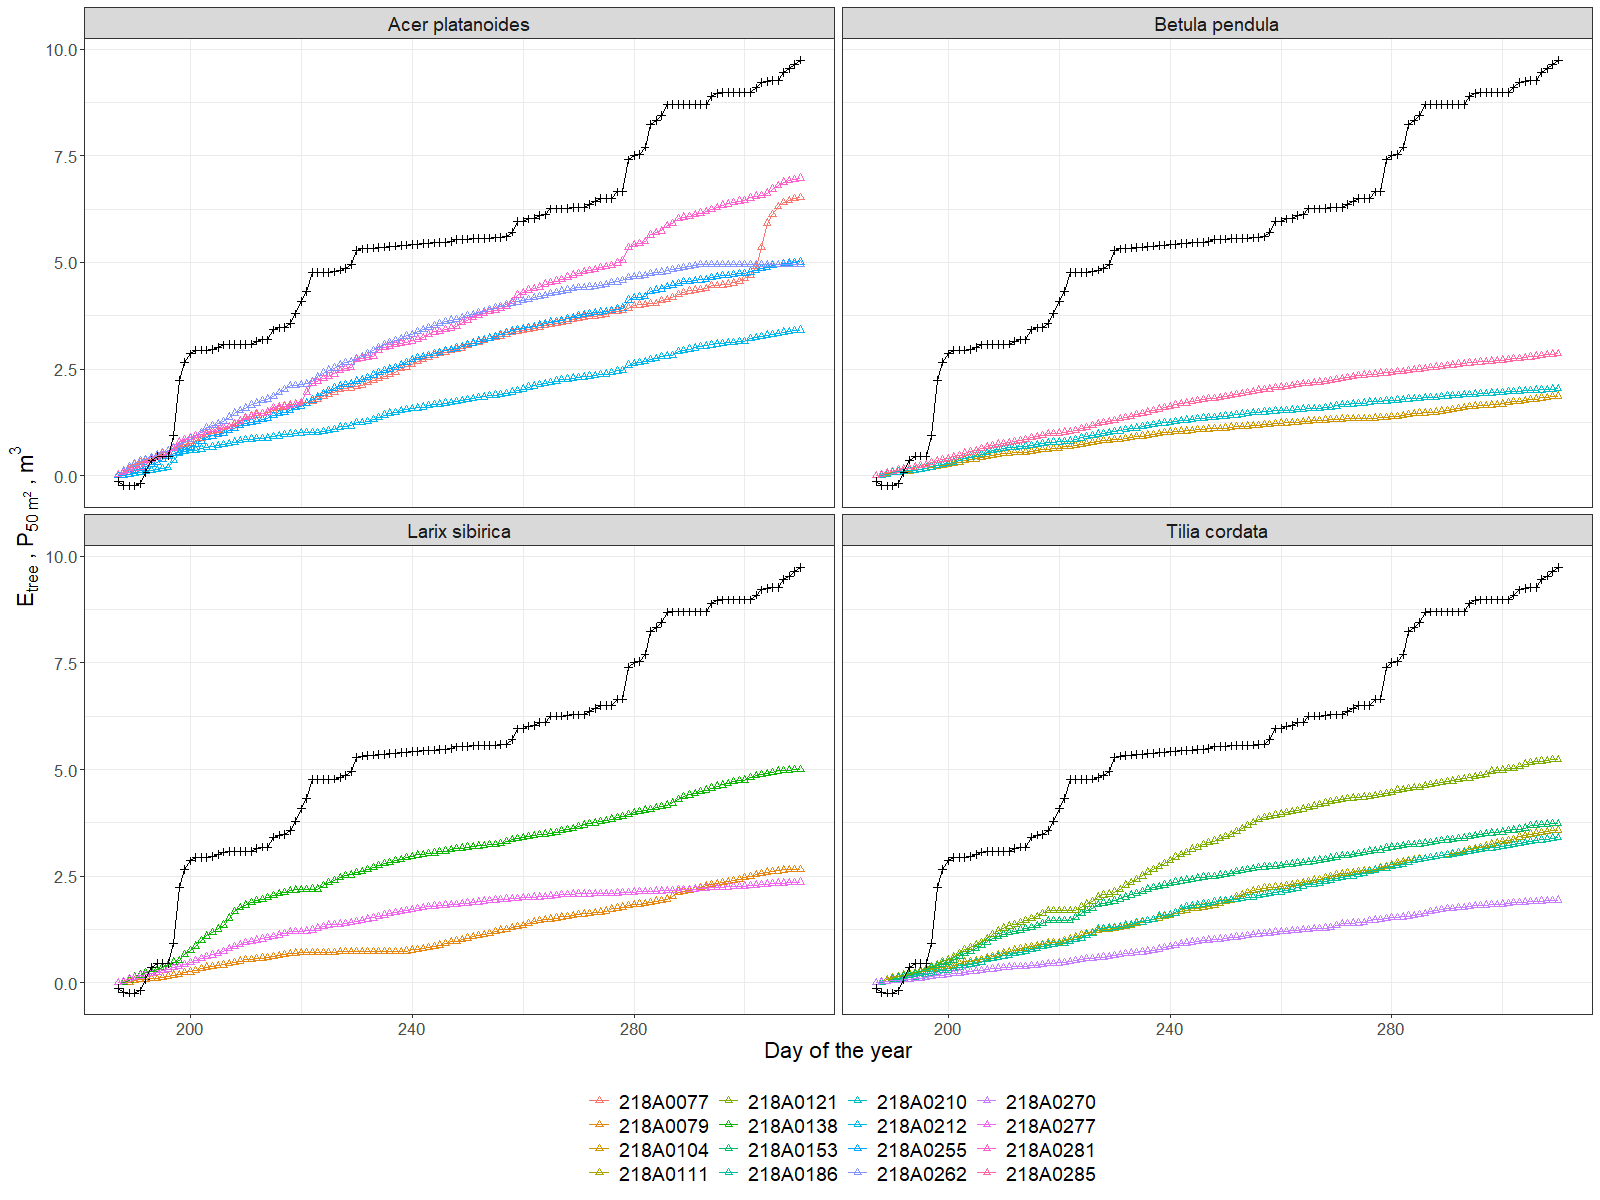 Acer platanoides
Betula pendula
10.0
7.5
5.0
2.5
0.0
Larix sibirica
Tilia cordata
10.0
7.5
5.0
2.5
0.0
E tree , P 50 m² , m³
200 240 280
200 240 280
Day of the year
218A0077 218A0121 218A0210 218A0270
218A0079 218A0138 218A0212 218A0277
218A0104 218A0153 218A0255 218A0281
218A0111 218A0186 218A0262 218A0285